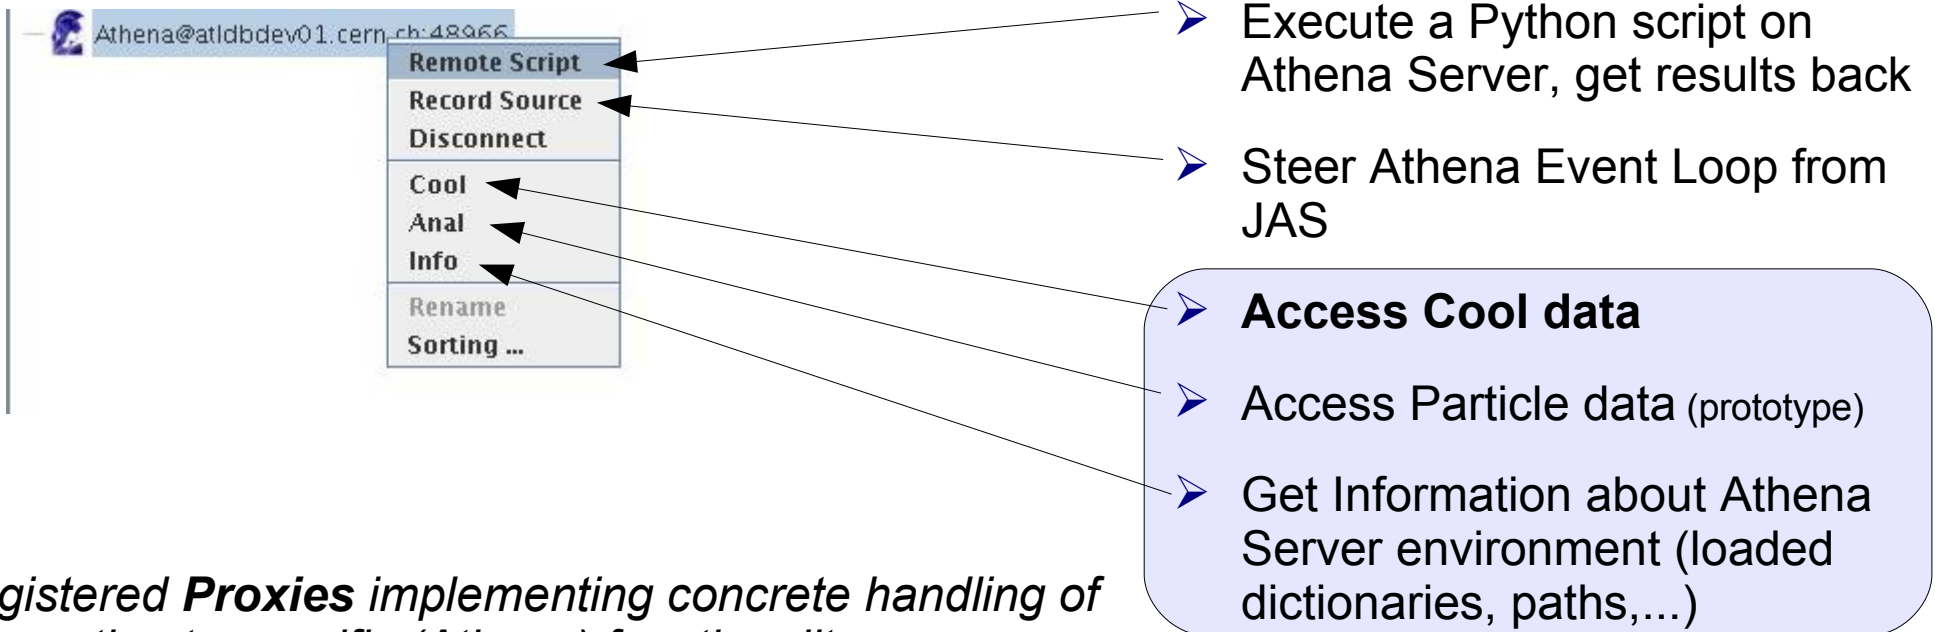 Athena@atldbdev01.cern.ch:48966
Remote Script
Record Source
Disconnect
Cool
Anal
Info
Rename
Sorting ...
Execute a Python script on
Athena Server, get results back
Steer Athena Event Loop from
JAS
Access Cool data
Access Particle data (prototype)
Get Information about Athena
Server environment (loaded
dictionaries, paths,...)
gistered Proxies implementing concrete handling of